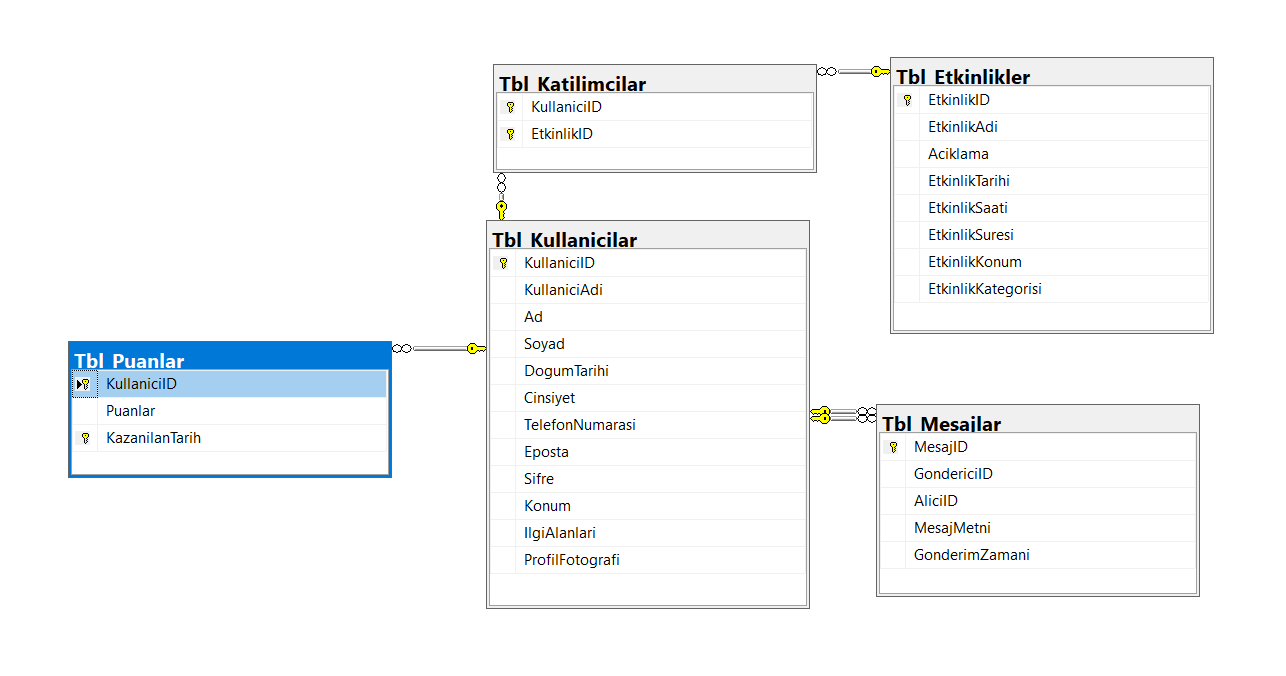 Tbl_Katilimcilar
KullaniciID
EtkinlikID
Tbl_Etkinlikler
EtkinlikID
EtkinlikAdi
Aciklama
EtkinlikTarihi
EtkinlikSaati
EtkinlikSuresi
EtkinlikKonum
EtkinlikKategorisi
Tbl_Kullanicilar
KullaniciID
KullaniciAdi
Ad
Soyad
DogumTarihi
Cinsiyet
TelefonNumarasi
Eposta
Sifre
Konum
IlgiAlanlari
ProfilFotografi
Tbl_Puanlar
KullaniciID
Puanlar
KazanilanTarih
Tbl_Mesajlar
MesajID
GondericiID
AliciID
MesajMetni
GonderimZamani